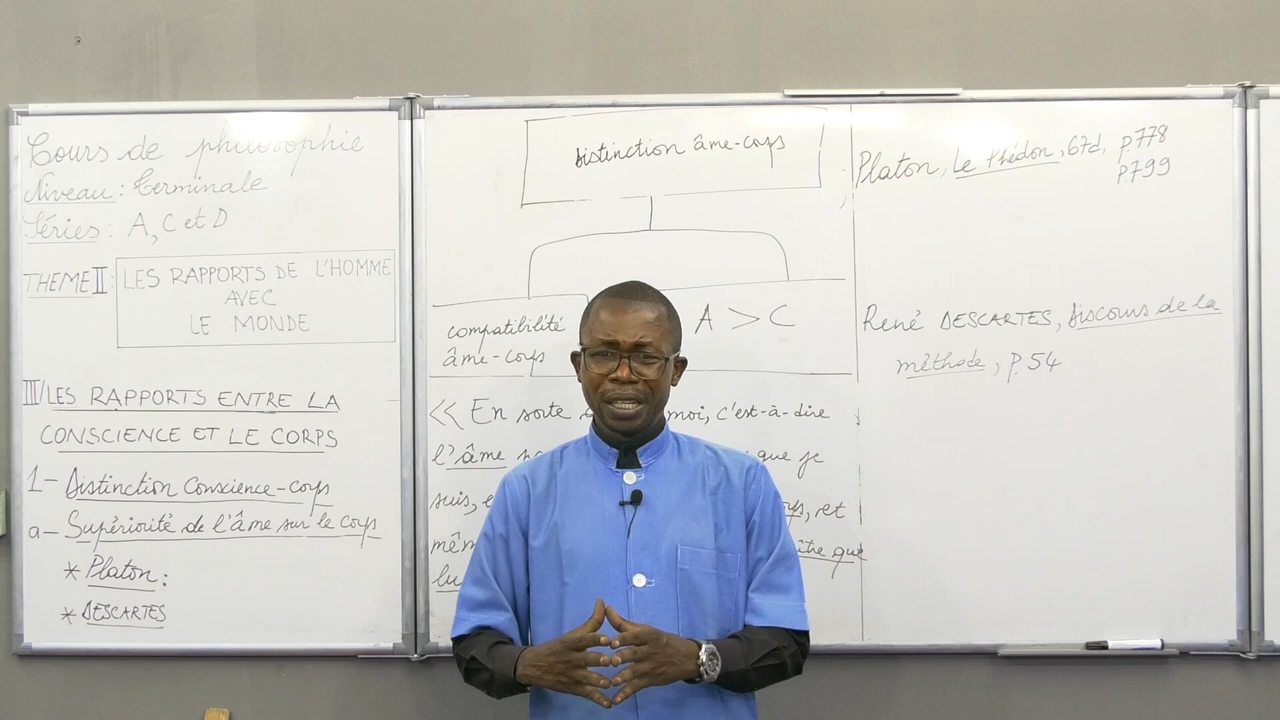 Cours de philosophie
Niveau : Terminale
Séries : A, C et D
THEME II : LES RAPPORTS DE L'HOMME
AVEC
LE MONDE
III/ LES RAPPORTS ENTRE LA
CONSCIENCE ET LE CORPS
1- Distinction Conscience-corps
a- Supériorité de l'âme sur le corps
* Platon :
* DESCARTES
Distinction âme-corps
compatibilité
âme-corps
A > C
<< En sorte moi, c'est-à-dire
l'âme que je
suis, et
même que
lu
Platon, Le Phédon, 67d, p.778
p.799
René DESCARTES, Discours de la
méthode, p.54